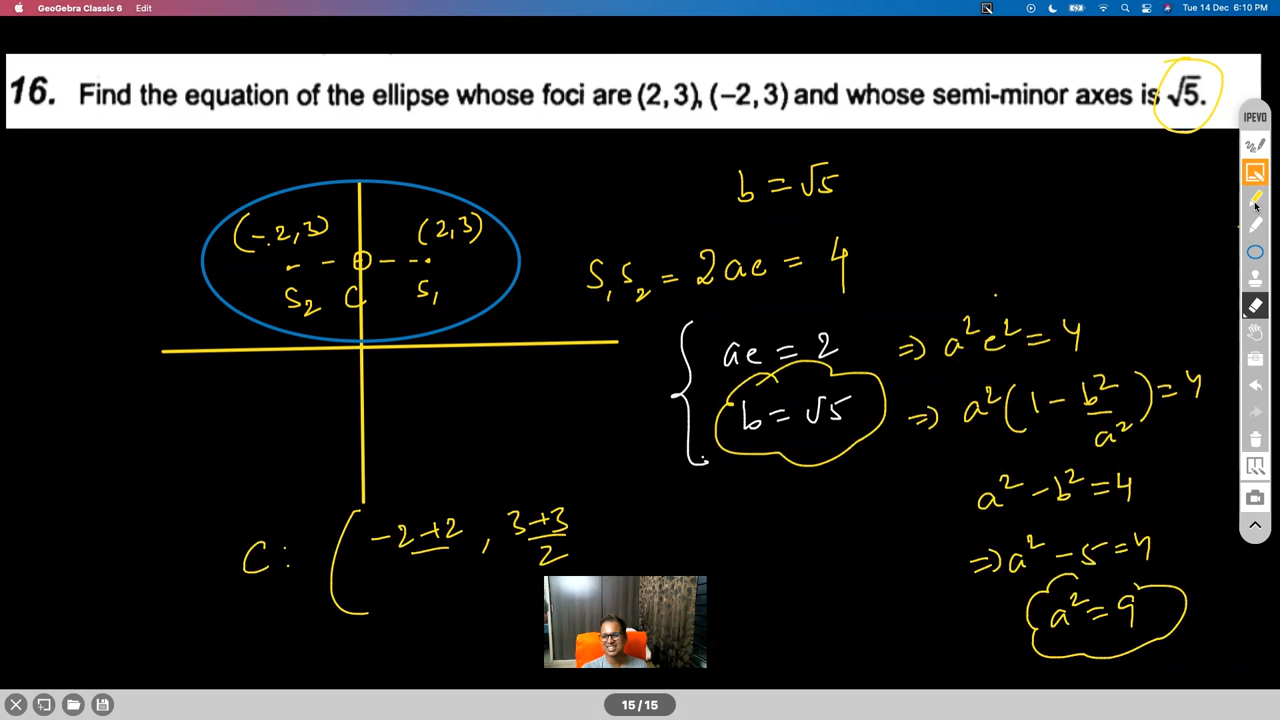 GeoGebra Classic 6 Edit Tue 14 Dec 6:10 PM
16. Find the equation of the ellipse whose foci are (2, 3), (−2, 3) and whose semi-minor axes is √5.
IPEVO
b = √5
(-2,3) (2,3)
S₂ C S₁
S₁S₂ = 2ae = 4
ae = 2 ⇒ a²e² = 4
b = √5 ⇒ a²(1 - b²/a²) = 4
a² - b² = 4
⇒ a² - 5 = 4
a² = 9
C : ( -2+2 , 3+3/2
15 / 15